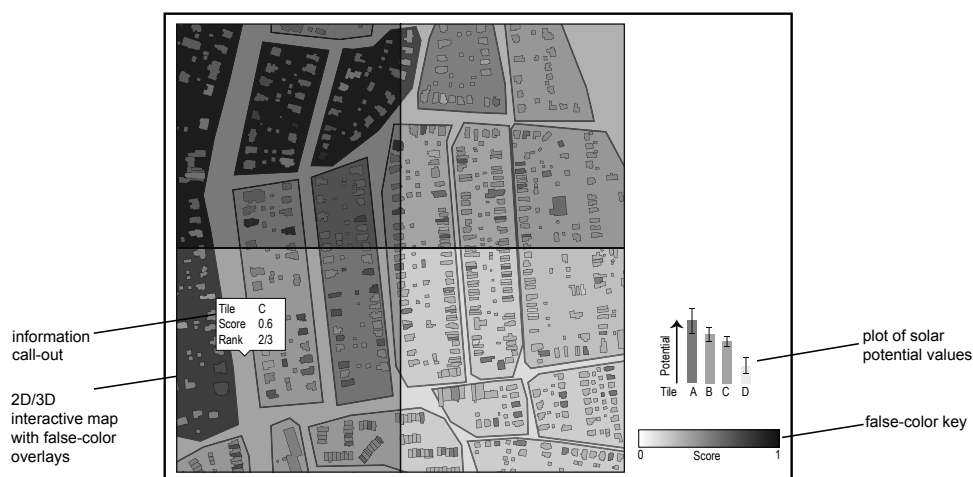 Tile C
Score 0.6
Rank 2/3
information
call-out
2D/3D
interactive map
with false-color
overlays
Potential
Tile A B C D
plot of solar
potential values
false-color key
0 Score 1